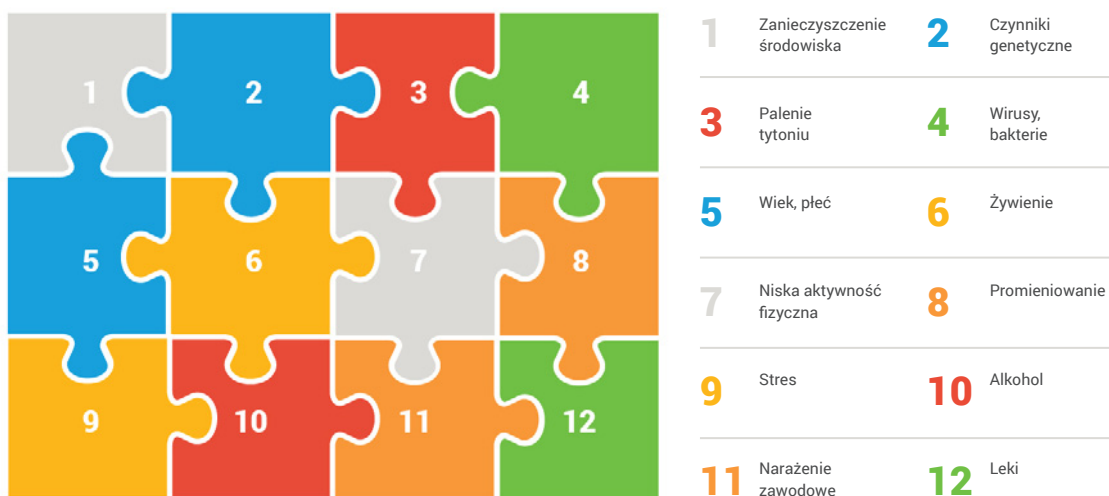 1
2
3
4
5
6
7
8
9
10
11
12
1 Zanieczyszczenie
środowiska
2 Czynniki
genetyczne
3 Palenie
tytoniu
4 Wirusy,
bakterie
5 Wiek, płeć
6 Żywienie
7 Niska aktywność
fizyczna
8 Promieniowanie
9 Stres
10 Alkohol
11 Narażenie
zawodowe
12 Leki